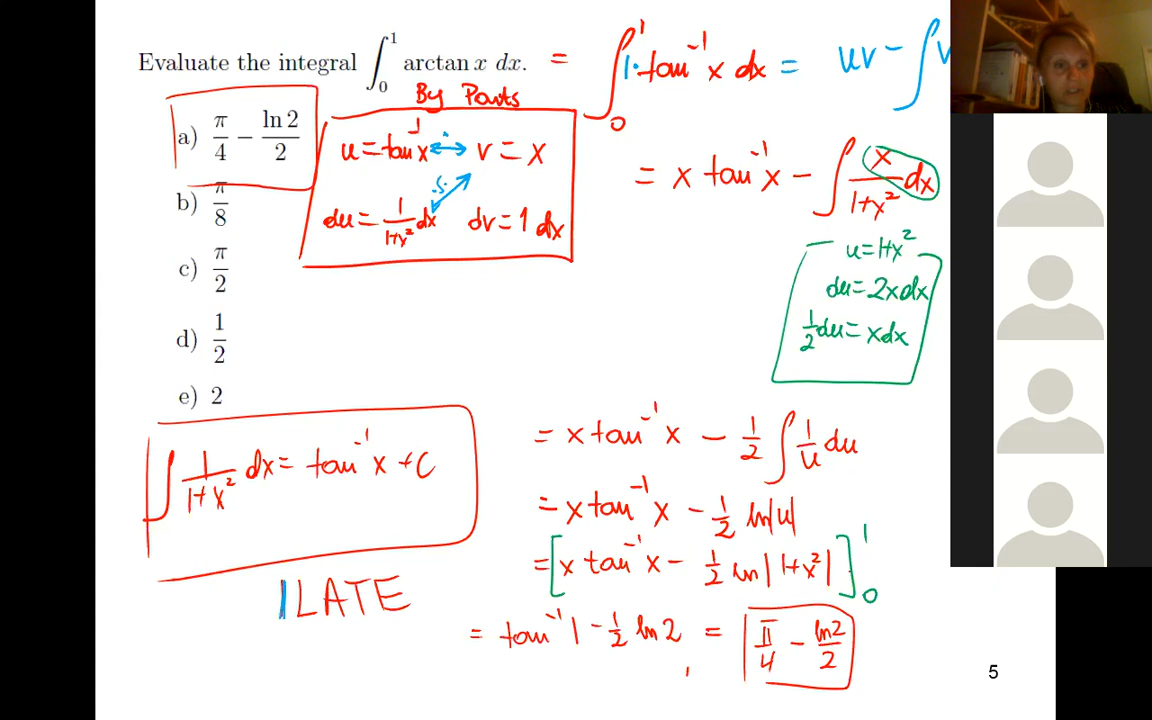 Evaluate the integral ∫₀¹ arctan x dx. = ∫₀¹ 1·tan⁻¹x dx = uv − ∫v
By Parts
a) π/4 − ln 2/2
b) π/8
c) π/2
d) 1/2
e) 2
u = tan⁻¹x v = x
·S·
du = 1/(1+x²) dx dv = 1 dx
= x tan⁻¹x − ∫ x/(1+x²) dx
u = 1+x²
du = 2x dx
½ du = x dx
∫ 1/(1+x²) dx = tan⁻¹x + C
ILATE
= x tan⁻¹x − ½ ∫ 1/u du
= x tan⁻¹x − ½ ln|u|
= [x tan⁻¹x − ½ ln|1+x²|]₀¹
= tan⁻¹1 − ½ ln 2 = π/4 − ln2/2
5